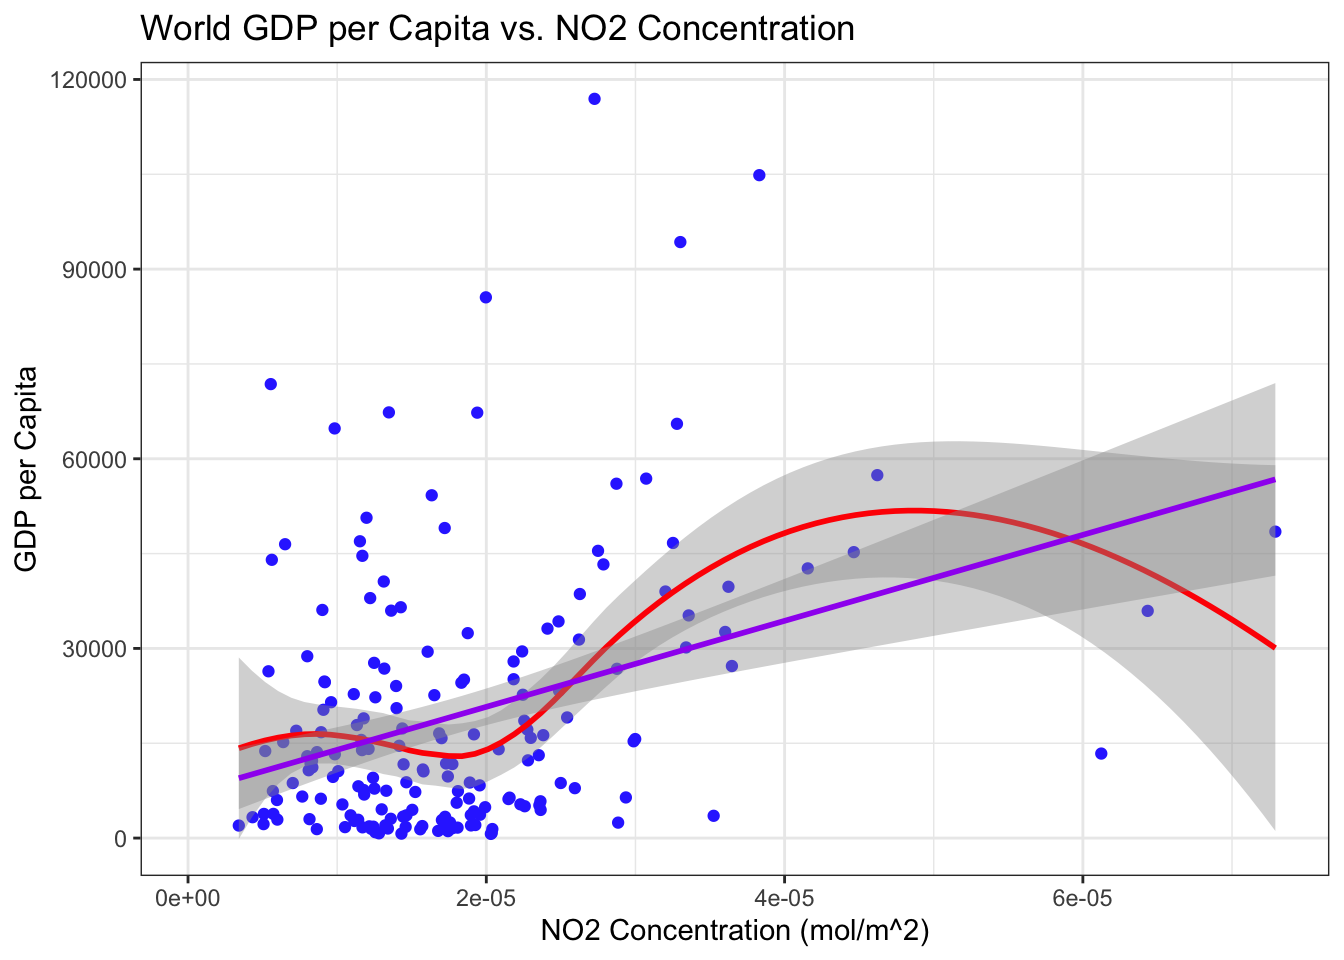 World GDP per Capita vs. NO2 Concentration
120000
90000
60000
30000
0
GDP per Capita
0e+00 2e-05 4e-05 6e-05
NO2 Concentration (mol/m^2)